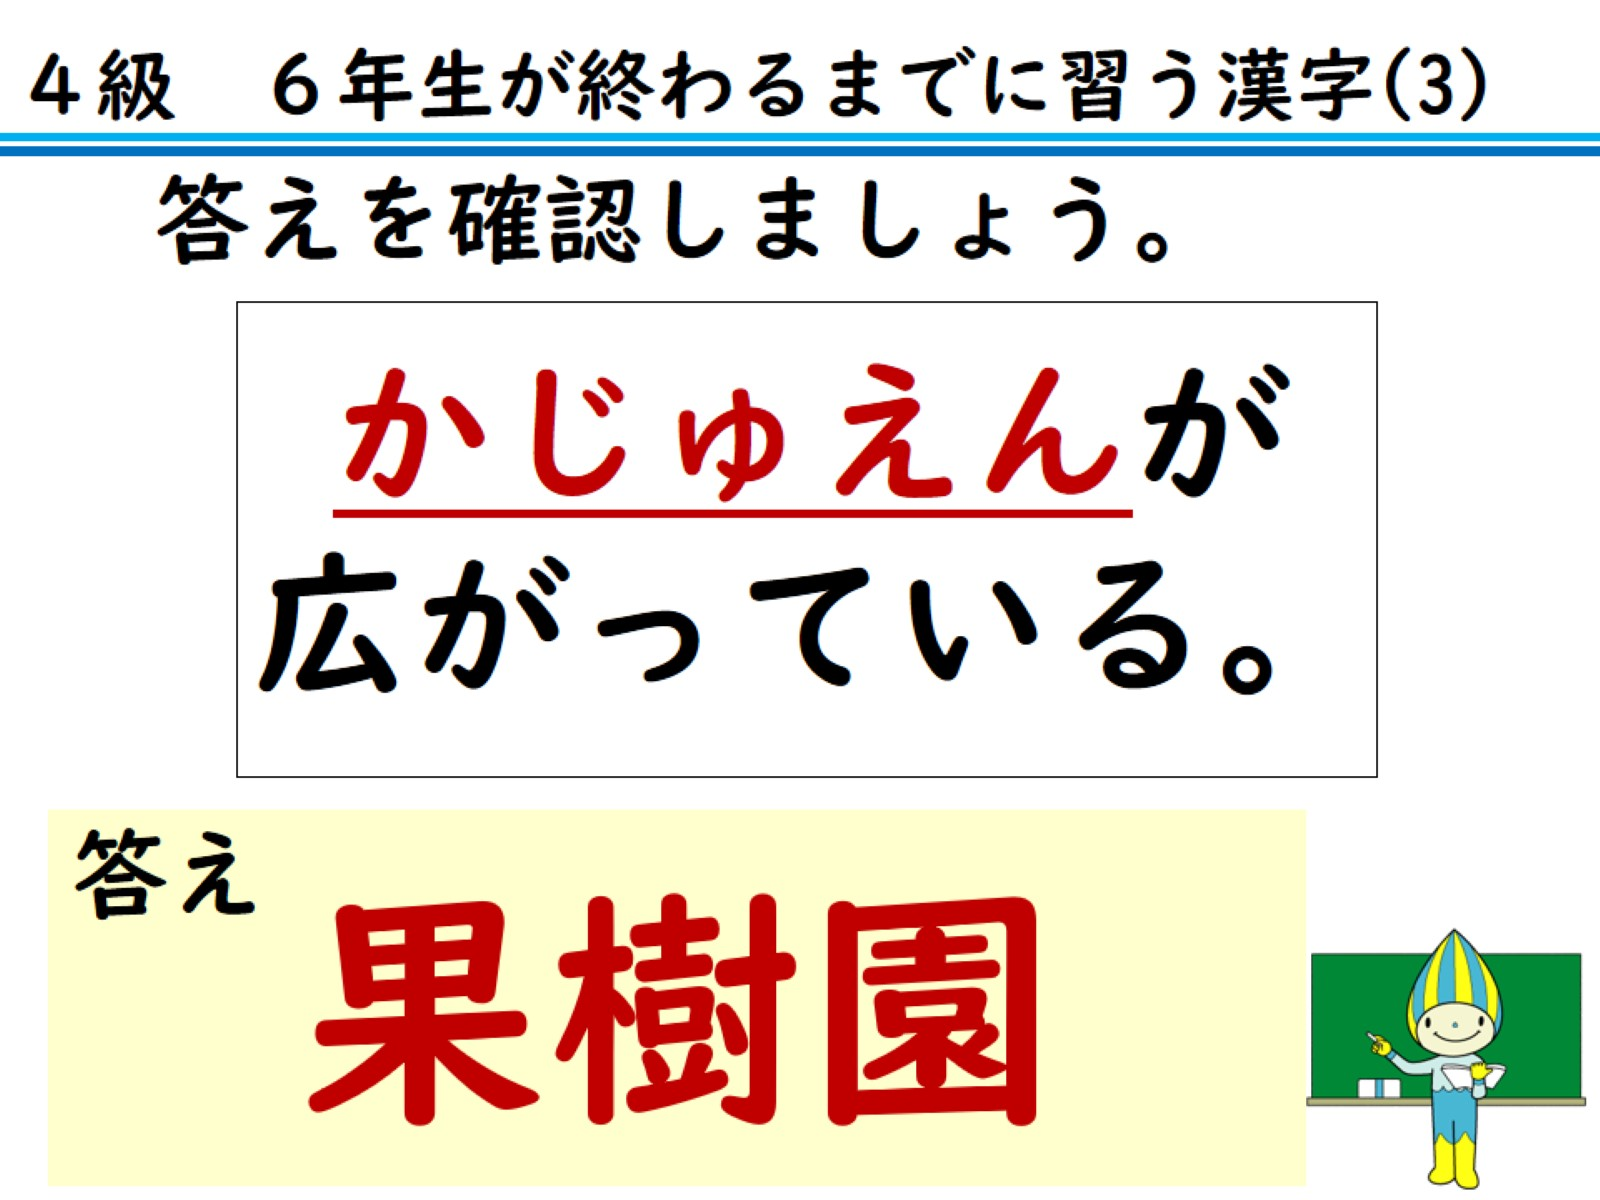 ４級　６年生が終わるまでに習う漢字(3)
答えを確認しましょう。
かじゅえんが
広がっている。
答え
果樹園